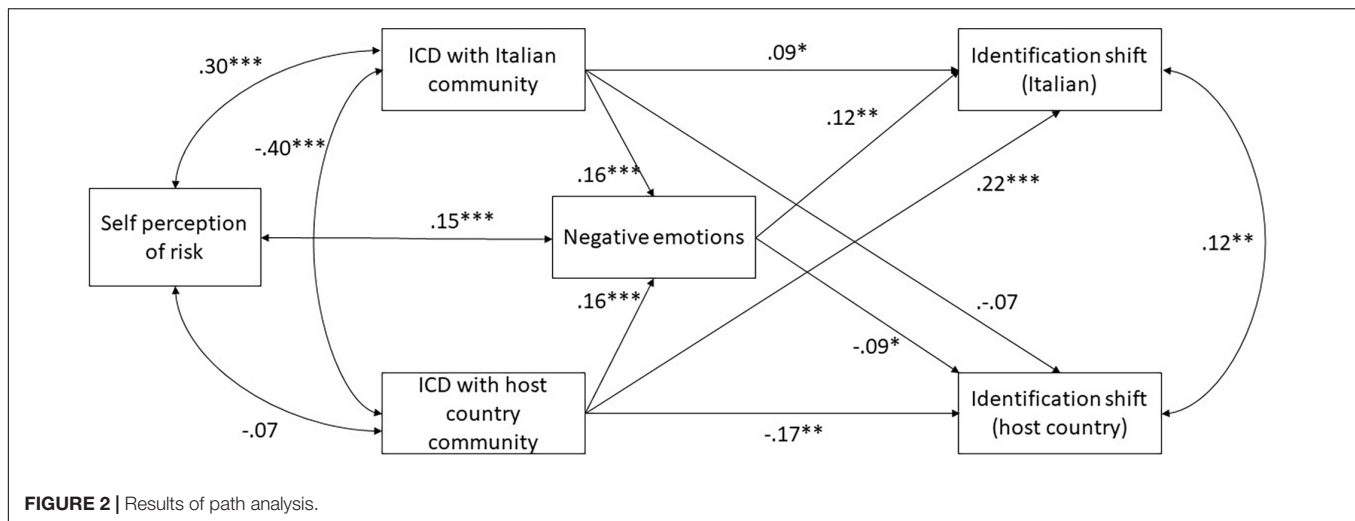 .30***
ICD with Italian
community
.09*
Identification shift
(Italian)
-.40***
.12**
.16***
.22***
Self perception
of risk
.15***
Negative emotions
.12**
.16***
.-.07
-.09*
-.07
ICD with host
country
community
-.17**
Identification shift
(host country)
FIGURE 2 | Results of path analysis.